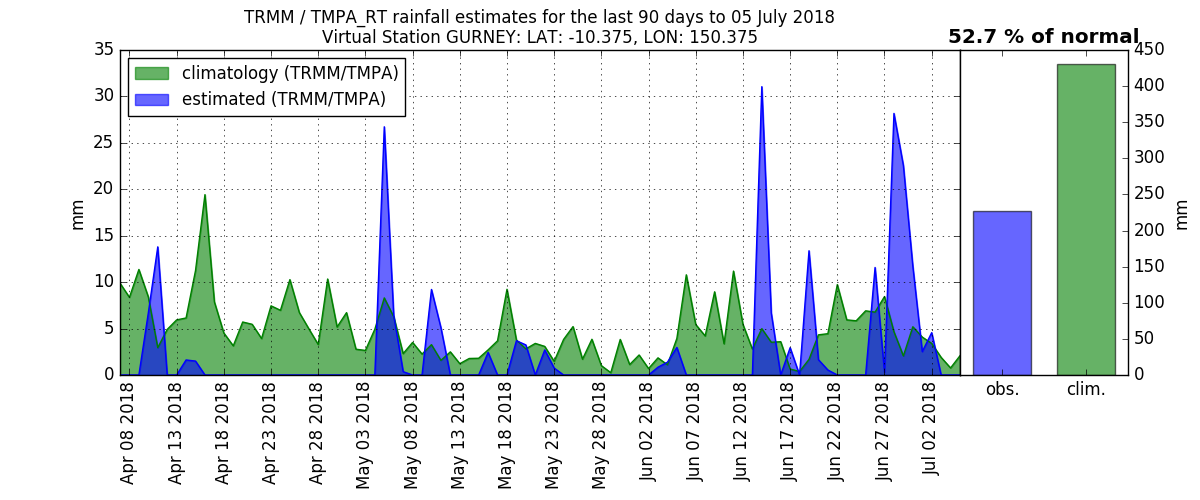 TRMM / TMPA_RT rainfall estimates for the last 90 days to 05 July 2018
Virtual Station GURNEY: LAT: -10.375, LON: 150.375
52.7 % of normal
climatology (TRMM/TMPA)
estimated (TRMM/TMPA)
35
30
25
20
15
10
5
0
mm
450
400
350
300
250
200
150
100
50
0
mm
Apr 08 2018
Apr 13 2018
Apr 18 2018
Apr 23 2018
Apr 28 2018
May 03 2018
May 08 2018
May 13 2018
May 18 2018
May 23 2018
May 28 2018
Jun 02 2018
Jun 07 2018
Jun 12 2018
Jun 17 2018
Jun 22 2018
Jun 27 2018
Jul 02 2018
obs.
clim.